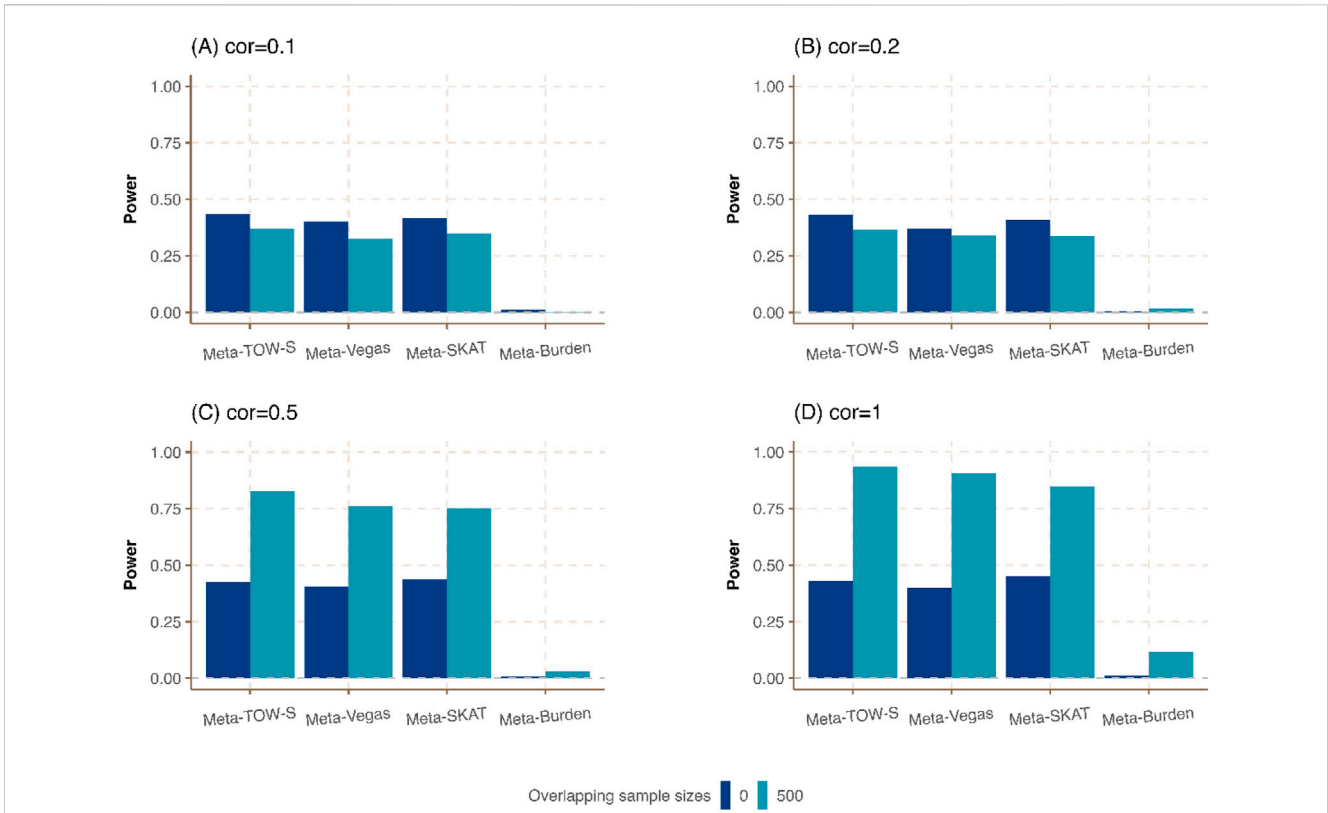 (A) cor=0.1
1.00
0.75
0.50
0.25
0.00
Power
Meta-TOW-S Meta-Vegas Meta-SKAT Meta-Burden
(B) cor=0.2
1.00
0.75
0.50
0.25
0.00
Power
Meta-TOW-S Meta-Vegas Meta-SKAT Meta-Burden
(C) cor=0.5
1.00
0.75
0.50
0.25
0.00
Power
Meta-TOW-S Meta-Vegas Meta-SKAT Meta-Burden
(D) cor=1
1.00
0.75
0.50
0.25
0.00
Power
Meta-TOW-S Meta-Vegas Meta-SKAT Meta-Burden
Overlapping sample sizes 0 500